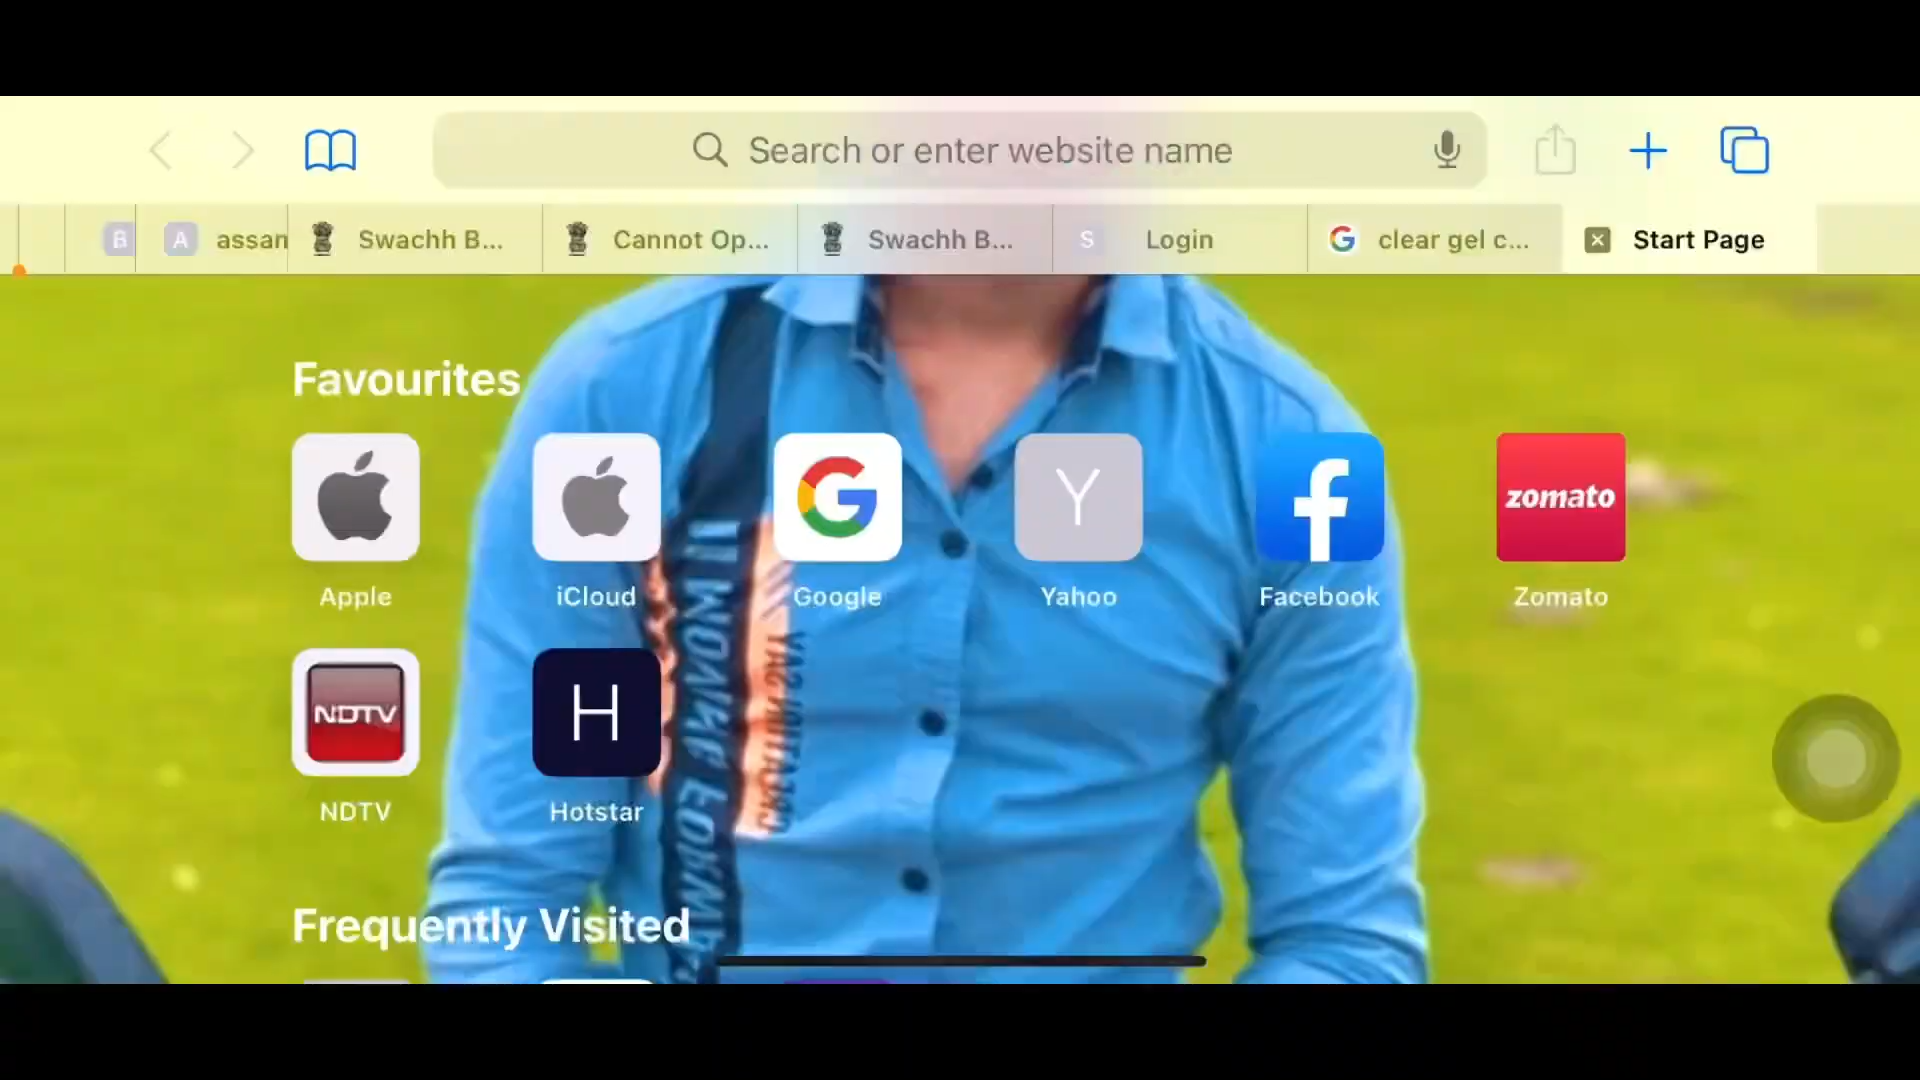 Search or enter website name
B
A assan
Swachh B...
Cannot Op...
Swachh B...
S Login
G clear gel c...
Start Page
Favourites
zomato
Apple
iCloud
Google
Yahoo
Facebook
Zomato
NDTV
H
NDTV
Hotstar
Frequently Visited